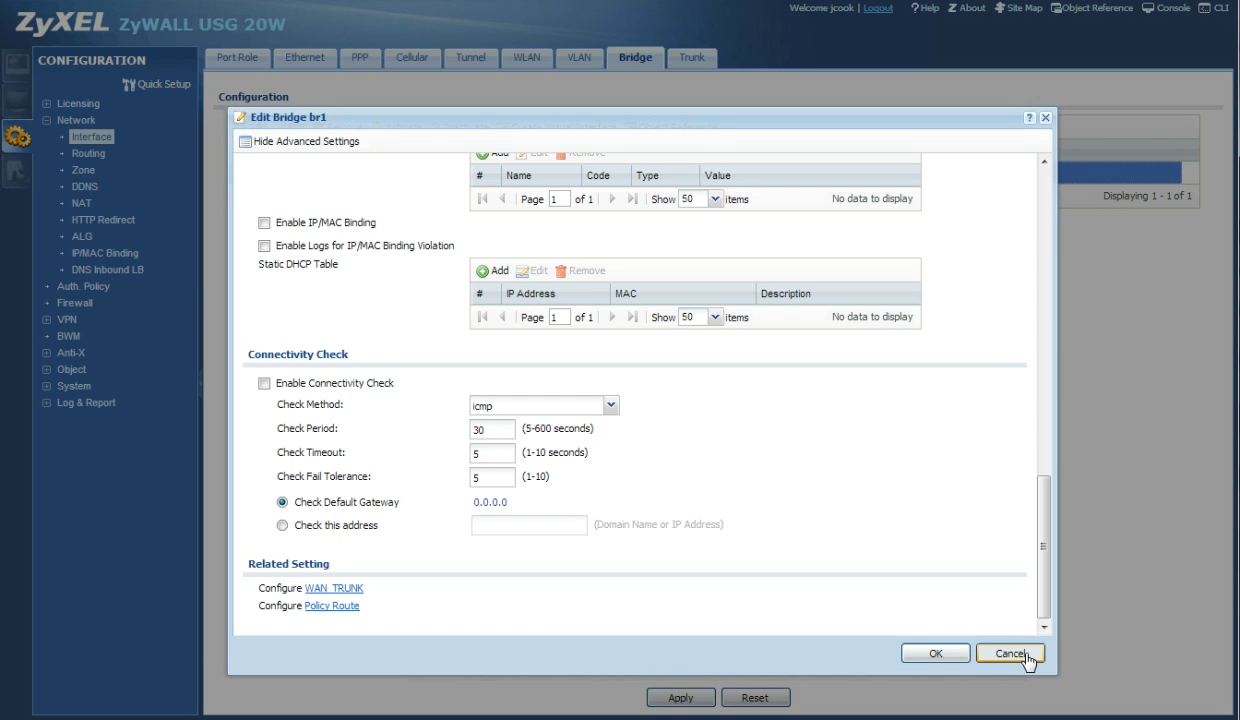 Welcome jcook | Logout ? Help Z About Site Map Object Reference Console CLI
ZyXEL ZyWALL USG 20W
CONFIGURATION
Quick Setup
Licensing
Network
Interface
Routing
Zone
DDNS
NAT
HTTP Redirect
ALG
IP/MAC Binding
DNS Inbound LB
Auth. Policy
Firewall
VPN
BWM
Anti-X
Object
System
Log & Report
Port Role Ethernet PPP Cellular Tunnel WLAN VLAN Bridge Trunk
Configuration
Displaying 1 - 1 of 1
Edit Bridge br1
Hide Advanced Settings
Add Edit Remove
# Name Code Type Value
Page 1 of 1 Show 50 items No data to display
Enable IP/MAC Binding
Enable Logs for IP/MAC Binding Violation
Static DHCP Table
Add Edit Remove
# IP Address MAC Description
Page 1 of 1 Show 50 items No data to display
Connectivity Check
Enable Connectivity Check
Check Method: icmp
Check Period: 30 (5-600 seconds)
Check Timeout: 5 (1-10 seconds)
Check Fail Tolerance: 5 (1-10)
Check Default Gateway 0.0.0.0
Check this address (Domain Name or IP Address)
Related Setting
Configure WAN TRUNK
Configure Policy Route
OK Cancel
Apply Reset